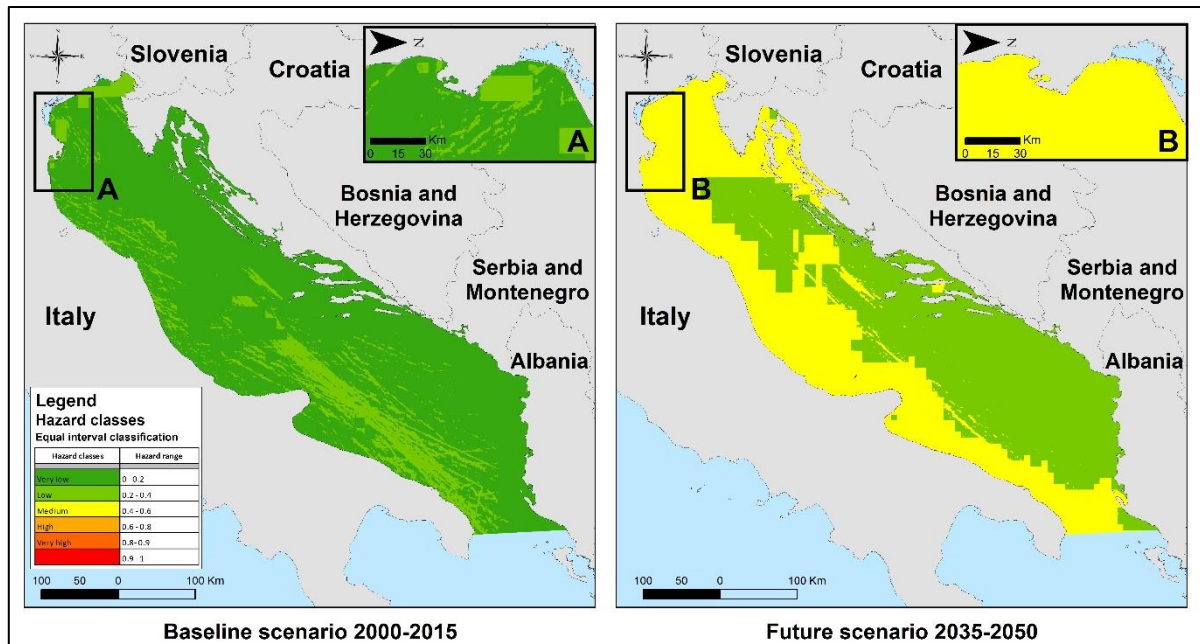 Slovenia
Croatia
N
A
Km
0 15 30
A
Bosnia and
Herzegovina
Serbia and
Montenegro
Italy
Albania
Legend
Hazard classes
Equal interval classification
Hazard classes Hazard range
Very low 0 0.2
Low 0.2 - 0.4
Medium 0.4 - 0.6
High 0.6 - 0.8
Very high 0.8- 0.9
0.9 - 1
100 50 0 100 Km
Baseline scenario 2000-2015
Slovenia
Croatia
N
B
Km
0 15 30
B
Bosnia and
Herzegovina
Serbia and
Montenegro
Italy
Albania
100 50 0 100 Km
Future scenario 2035-2050